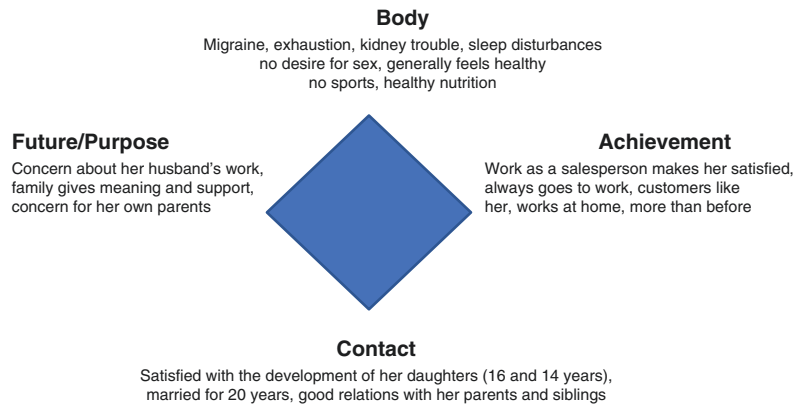 Body
Migraine, exhaustion, kidney trouble, sleep disturbances
no desire for sex, generally feels healthy
no sports, healthy nutrition
Future/Purpose
Concern about her husband's work,
family gives meaning and support,
concern for her own parents
Achievement
Work as a salesperson makes her satisfied,
always goes to work, customers like
her, works at home, more than before
Contact
Satisfied with the development of her daughters (16 and 14 years),
married for 20 years, good relations with her parents and siblings